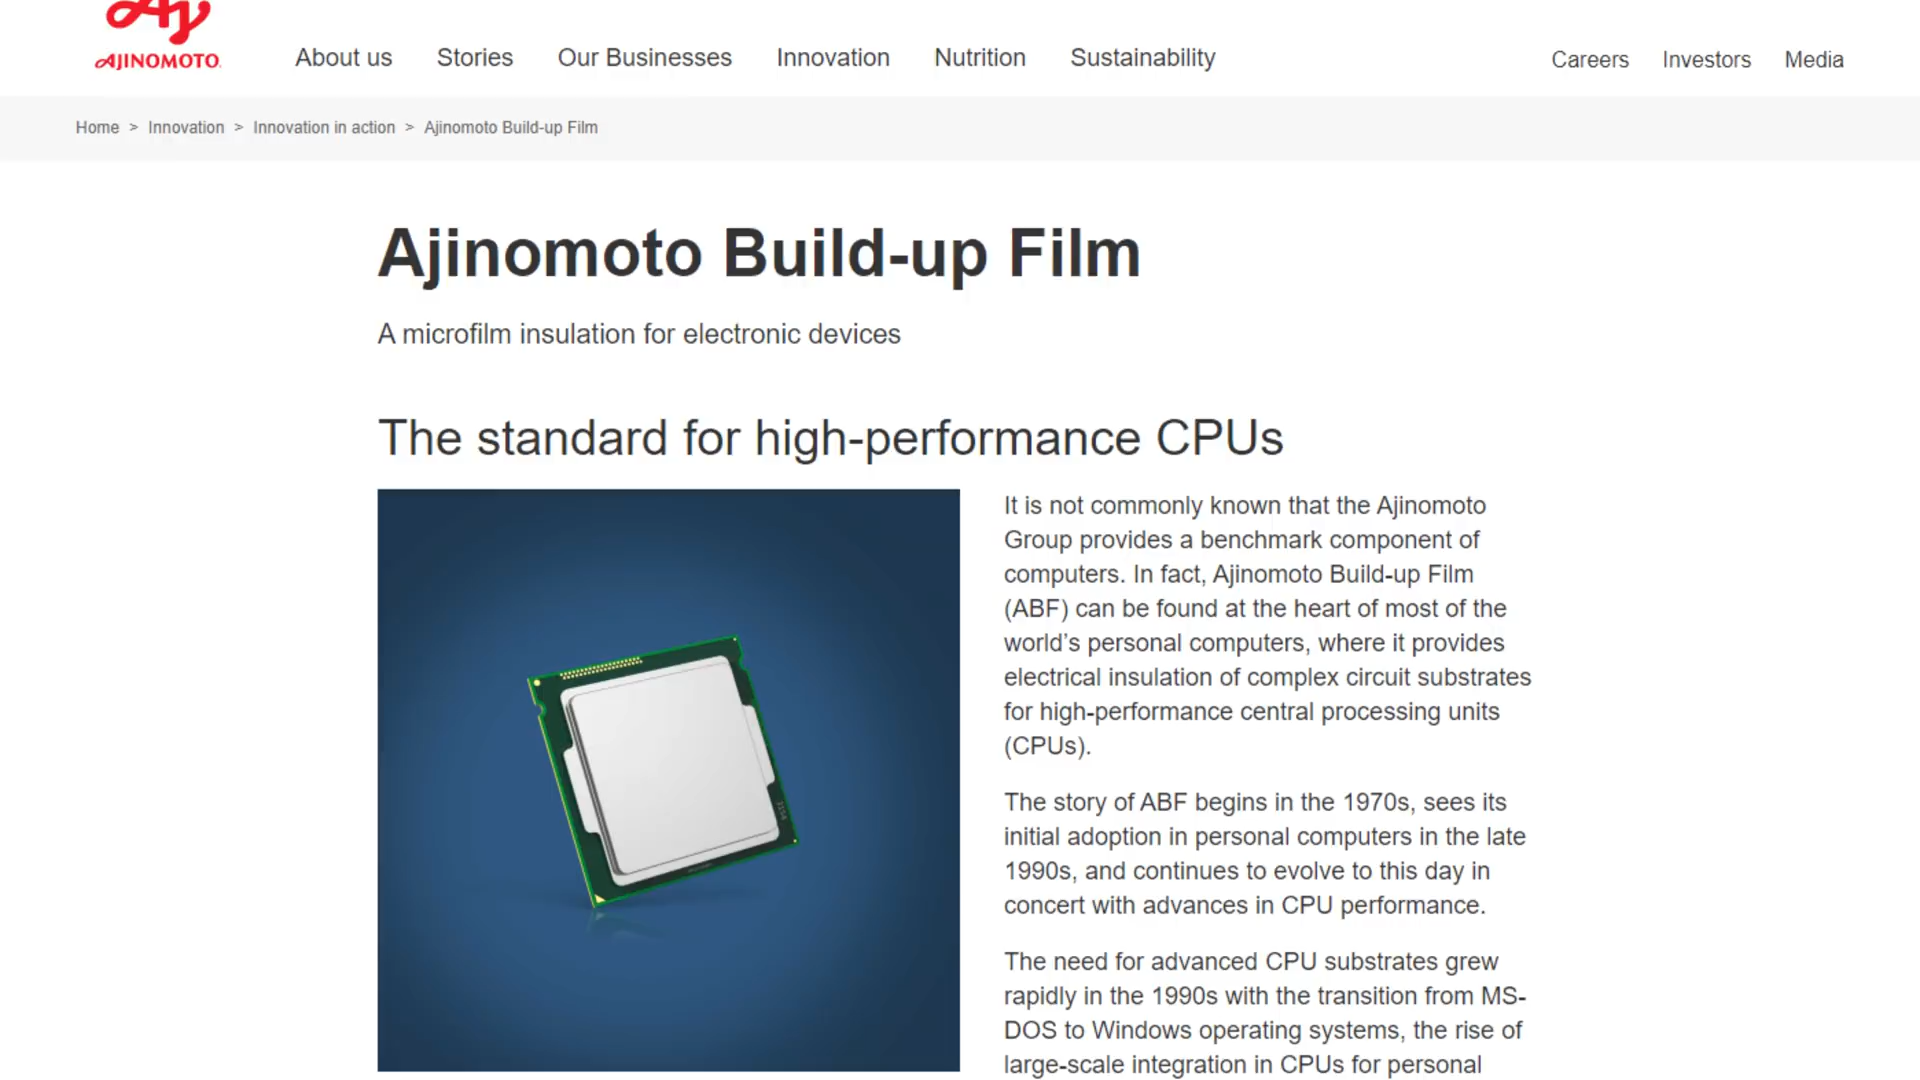 AJINOMOTO
About us Stories Our Businesses Innovation Nutrition Sustainability Careers Investors Media
Home > Innovation > Innovation in action > Ajinomoto Build-up Film
Ajinomoto Build-up Film
A microfilm insulation for electronic devices
The standard for high-performance CPUs
It is not commonly known that the Ajinomoto
Group provides a benchmark component of
computers. In fact, Ajinomoto Build-up Film
(ABF) can be found at the heart of most of the
world’s personal computers, where it provides
electrical insulation of complex circuit substrates
for high-performance central processing units
(CPUs).
The story of ABF begins in the 1970s, sees its
initial adoption in personal computers in the late
1990s, and continues to evolve to this day in
concert with advances in CPU performance.
The need for advanced CPU substrates grew
rapidly in the 1990s with the transition from MS-
DOS to Windows operating systems, the rise of
large-scale integration in CPUs for personal